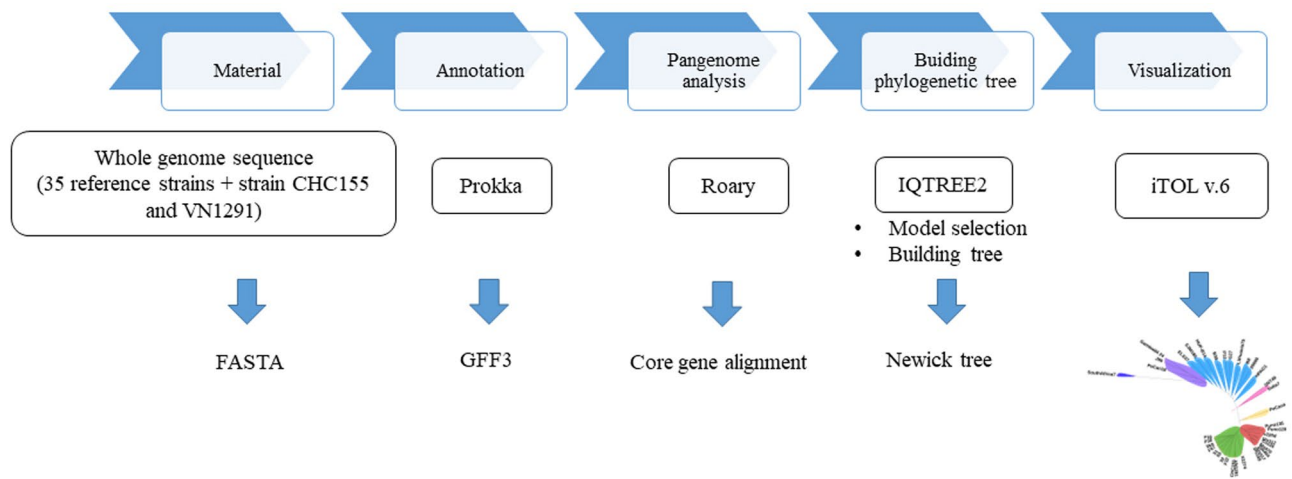 Material
Annotation
Pangenome
analysis
Buiding
phylogenetic tree
Visualization
Whole genome sequence
(35 reference strains + strain CHC155
and VN1291)
Prokka
Roary
IQTREE2
• Model selection
• Building tree
iTOL v.6
FASTA
GFF3
Core gene alignment
Newick tree